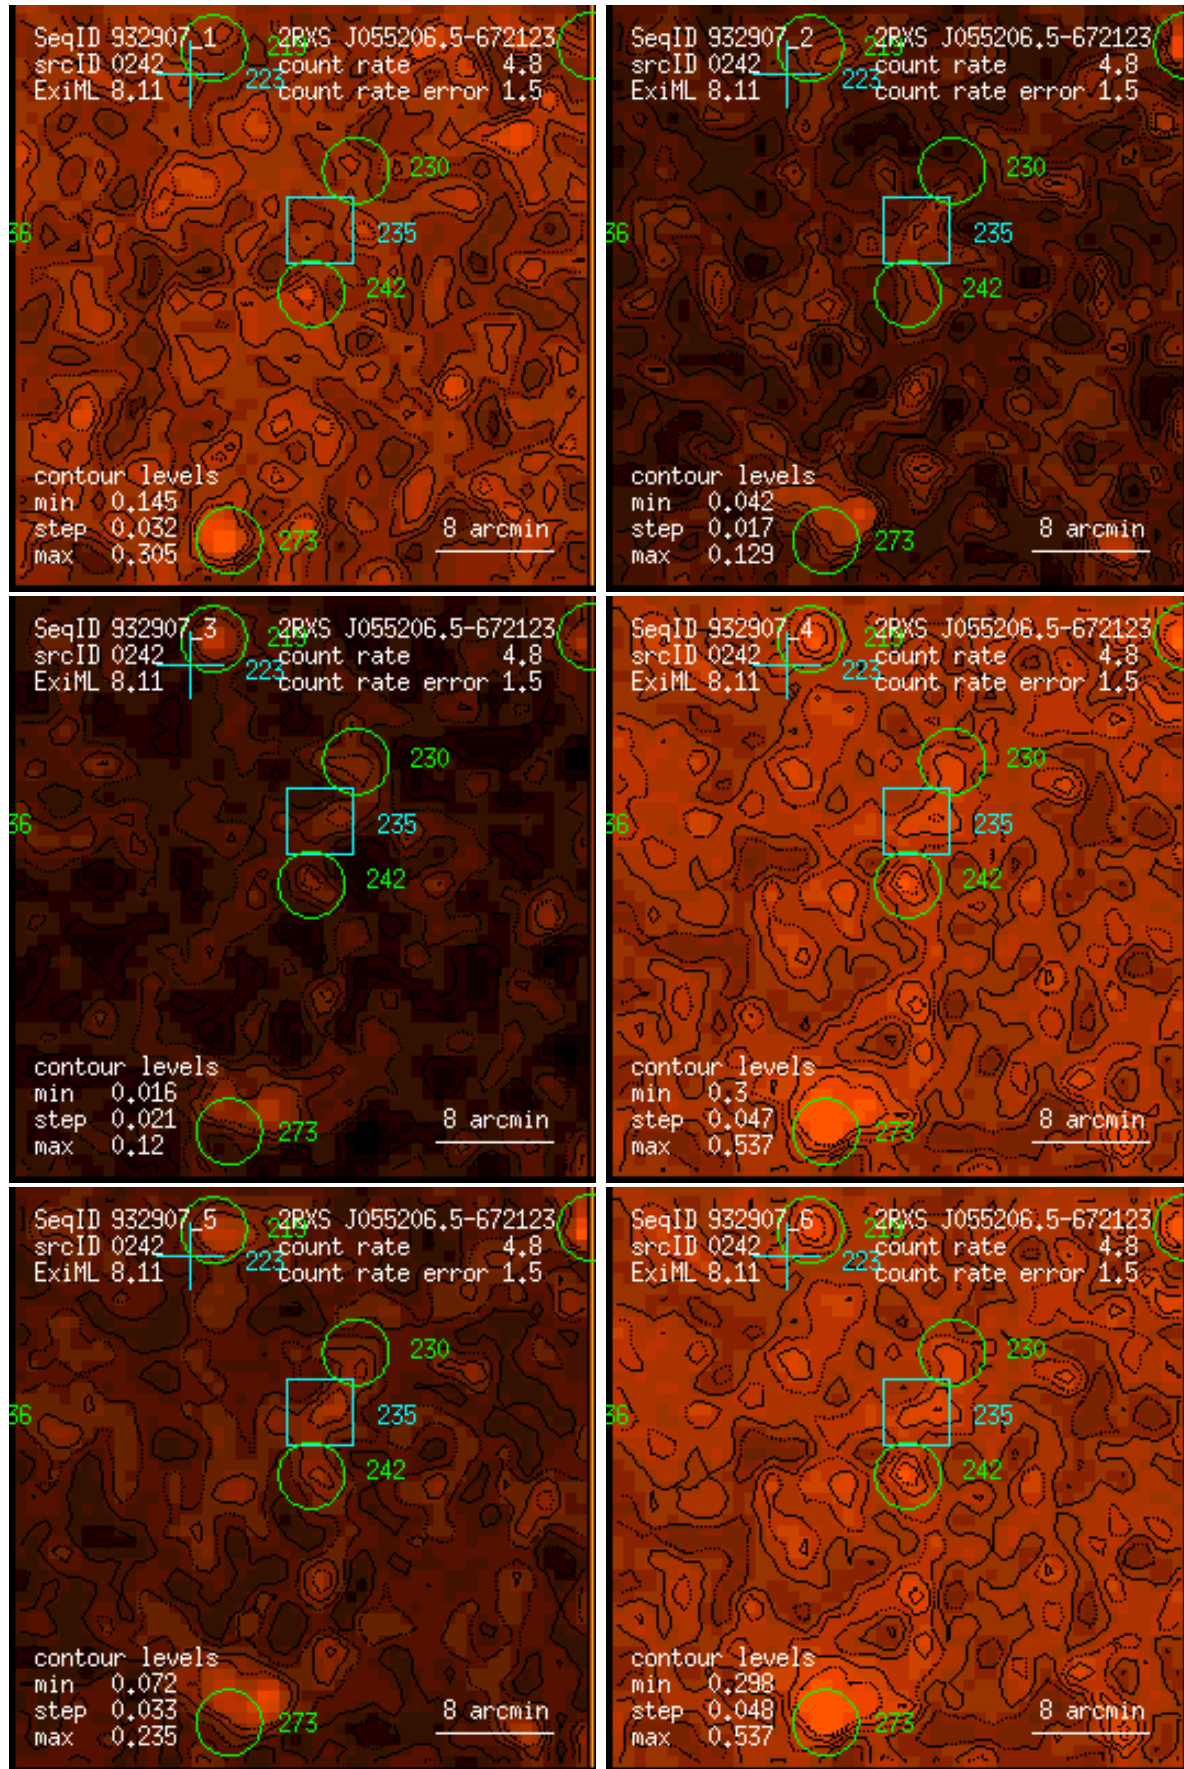 SeqID 932907_1 219 2RXS J055206.5-672123
srcID 0242 223 count rate 4.8
ExiML 8.11 count rate error 1.5
230
36 235
242
contour levels
min 0.145
step 0.032 273 8 arcmin
max 0.305
SeqID 932907_2 219 2RXS J055206.5-672123
srcID 0242 223 count rate 4.8
ExiML 8.11 count rate error 1.5
230
36 235
242
contour levels
min 0.042
step 0.017 273 8 arcmin
max 0.129
SeqID 932907_3 219 2RXS J055206.5-672123
srcID 0242 223 count rate 4.8
ExiML 8.11 count rate error 1.5
230
36 235
242
contour levels
min 0.016
step 0.021 273 8 arcmin
max 0.12
SeqID 932907_4 219 2RXS J055206.5-672123
srcID 0242 223 count rate 4.8
ExiML 8.11 count rate error 1.5
230
36 235
242
contour levels
min 0.3
step 0.047 273 8 arcmin
max 0.537
SeqID 932907_5 219 2RXS J055206.5-672123
srcID 0242 223 count rate 4.8
ExiML 8.11 count rate error 1.5
230
36 235
242
contour levels
min 0.072
step 0.033 273 8 arcmin
max 0.235
SeqID 932907_6 219 2RXS J055206.5-672123
srcID 0242 223 count rate 4.8
ExiML 8.11 count rate error 1.5
230
36 235
242
contour levels
min 0.298
step 0.048 273 8 arcmin
max 0.537